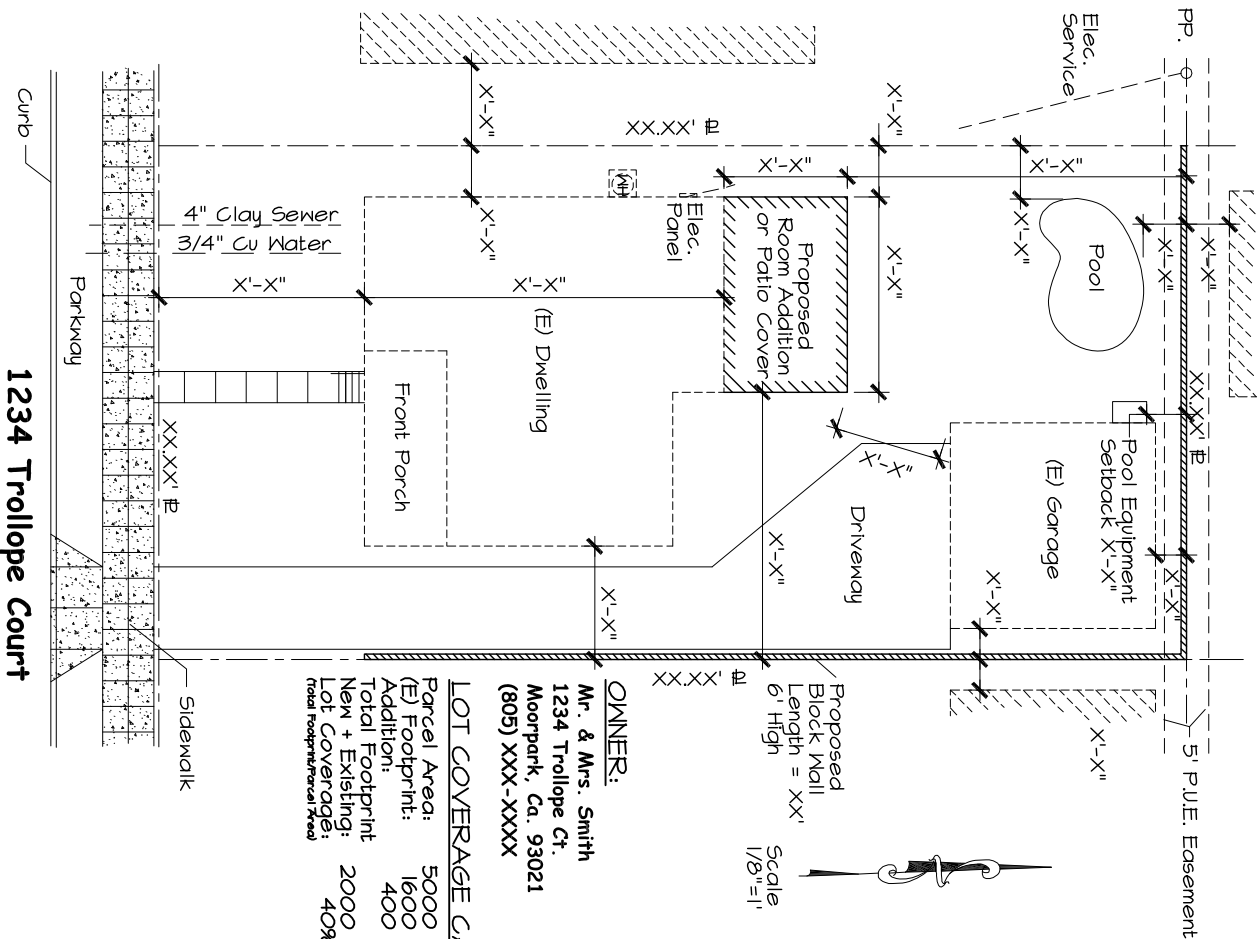 PP.
Elec.
Service
X'-X"
X'-X"
XX.XX' PL
X'-X"
X'-X"
X'-X"
X'-X"
X'-X"
X'-X"
X'-X"
Pool
XX.XX' PL
WH
Elec.
Panel
Proposed
Room Addition
or Patio Cover
X'-X"
4" Clay Sewer
3/4" Cu Water
X'-X"
X'-X"
(E) Dwelling
Front Porch
Curb
Parkway
XX.XX' PL
1234 Trollope Court
Sidewalk
Pool Equipment
Setback X'-X"
(E) Garage
X'-X"
X'-X"
Driveway
X'-X"
X'-X"
X'-X"
X'-X"
5' P.U.E. Easement
XX.XX' PL
Proposed
Block Wall
Length = XX'
6' High
Scale
1/8"=1'
OWNER:
Mr. & Mrs. Smith
1234 Trollope Ct.
Moorpark, Ca. 93021
(805) XXX-XXXX
LOT COVERAGE
Parcel Area: 5000
(E) Footprint: 1600
Addition: 400
Total Footprint
New + Existing: 2000
Lot Coverage: 40%
(Total Footprint/Parcel Area)